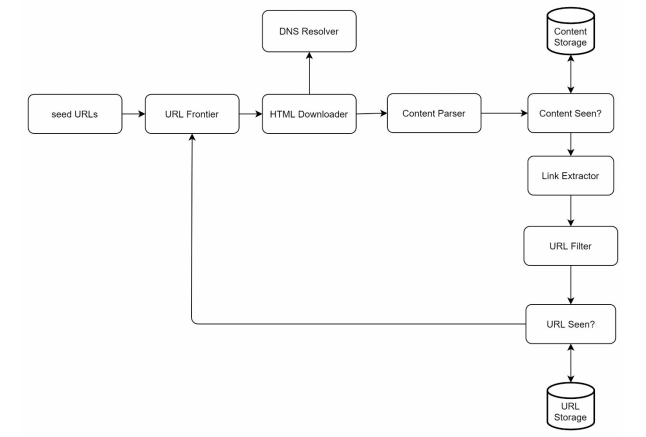 DNS Resolver
Content
Storage
seed URLs
URL Frontier
HTML Downloader
Content Parser
Content Seen?
Link Extractor
URL Filter
URL Seen?
URL
Storage